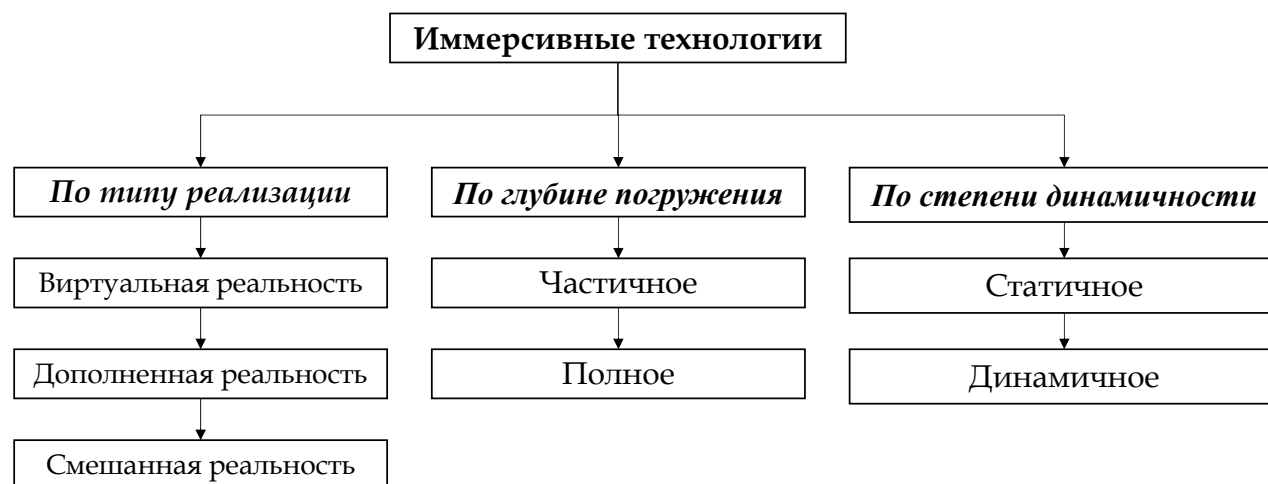 Иммерсивные технологии
По типу реализации
Виртуальная реальность
Дополненная реальность
Смешанная реальность
По глубине погружения
Частичное
Полное
По степени динамичности
Статичное
Динамичное